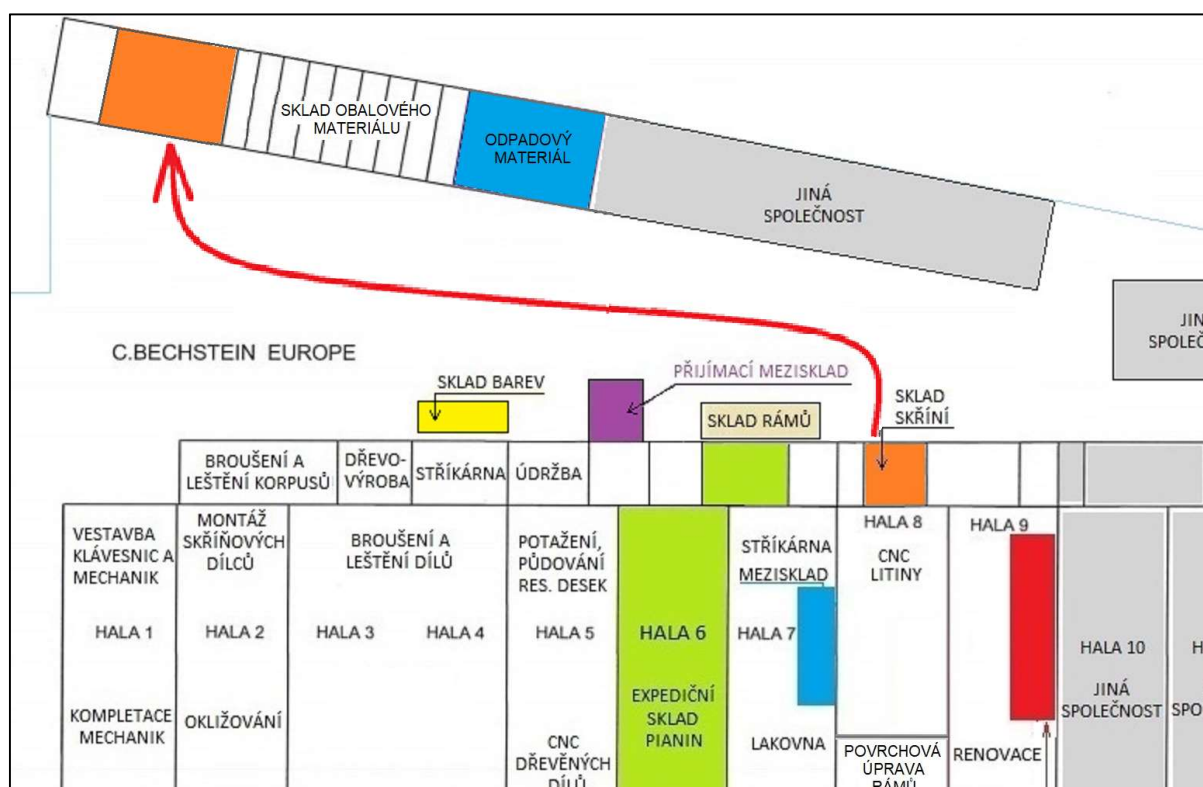 SKLAD OBALOVÉHO
MATERIÁLU
ODPADOVÝ
MATERIÁL
JINÁ
SPOLEČNOST
C.BECHSTEIN EUROPE
SKLAD BAREV
PŘIJÍMACÍ MEZISKLAD
SKLAD RÁMŮ
SKLAD
SKŘÍNÍ
BROUŠENÍ A
LEŠTĚNÍ KORPUSŮ
DŘEVO-
VÝROBA
STŘÍKÁRNA
ÚDRŽBA
VESTAVBA
KLÁVESNIC A
MECHANIK
HALA 1
KOMPLETACE
MECHANIK
MONTÁŽ
SKŘÍŇOVÝCH
DÍLCŮ
HALA 2
OKLIŽOVÁNÍ
BROUŠENÍ A
LEŠTĚNÍ DÍLŮ
HALA 3
HALA 4
POTAŽENÍ,
PŮDOVÁNÍ
RES. DESEK
HALA 5
CNC
DŘEVĚNÝCH
DÍLŮ
HALA 6
EXPEDIČNÍ
SKLAD
PIANIN
STŘÍKÁRNA
MEZISKLAD
HALA 7
LAKOVNA
HALA 8
CNC
LITINY
POVRCHOVÁ
ÚPRAVA
RÁMŮ
HALA 9
RENOVACE
HALA 10
JINÁ
SPOLEČNOST